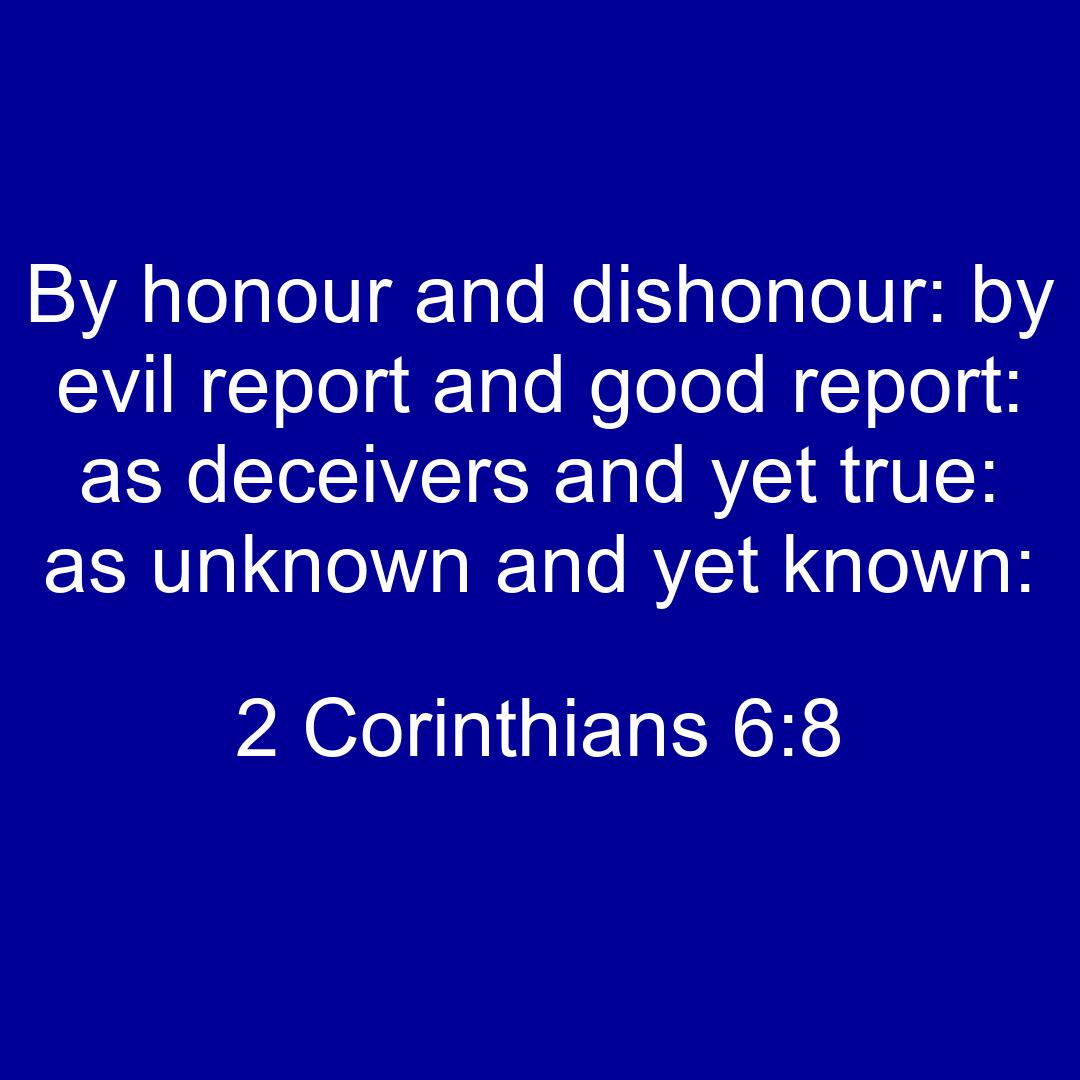 By honour and dishonour: by
evil report and good report:
as deceivers and yet true:
as unknown and yet known:
2 Corinthians 6:8